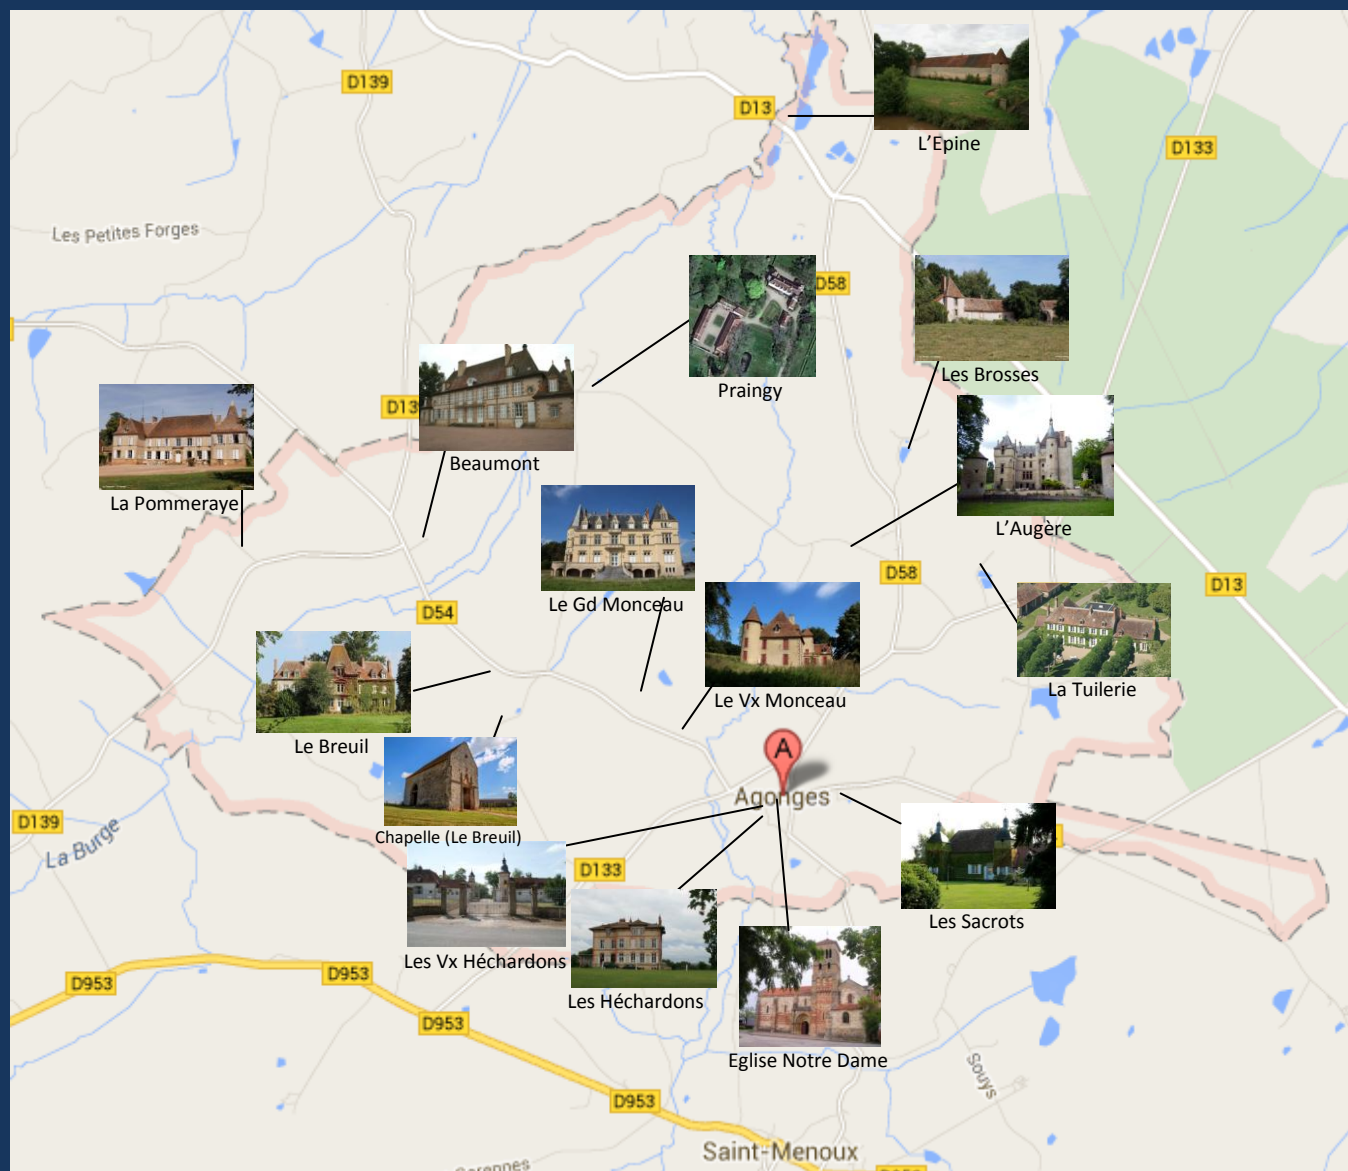 D139
D13
L'Epine
D133
Les Petites Forges
D58
Les Brosses
Praingy
D13
Beaumont
La Pommeraye
L'Augère
D58
D13
Le Gd Monceau
D54
La Tuilerie
Le Vx Monceau
Le Breuil
A
Agonges
D139
La Burge
Chapelle (Le Breuil)
D133
Les Sacrots
Les Vx Héchardons
D953
D953
Les Héchardons
D953
Eglise Notre Dame
Souys
D953
Saint-Menoux